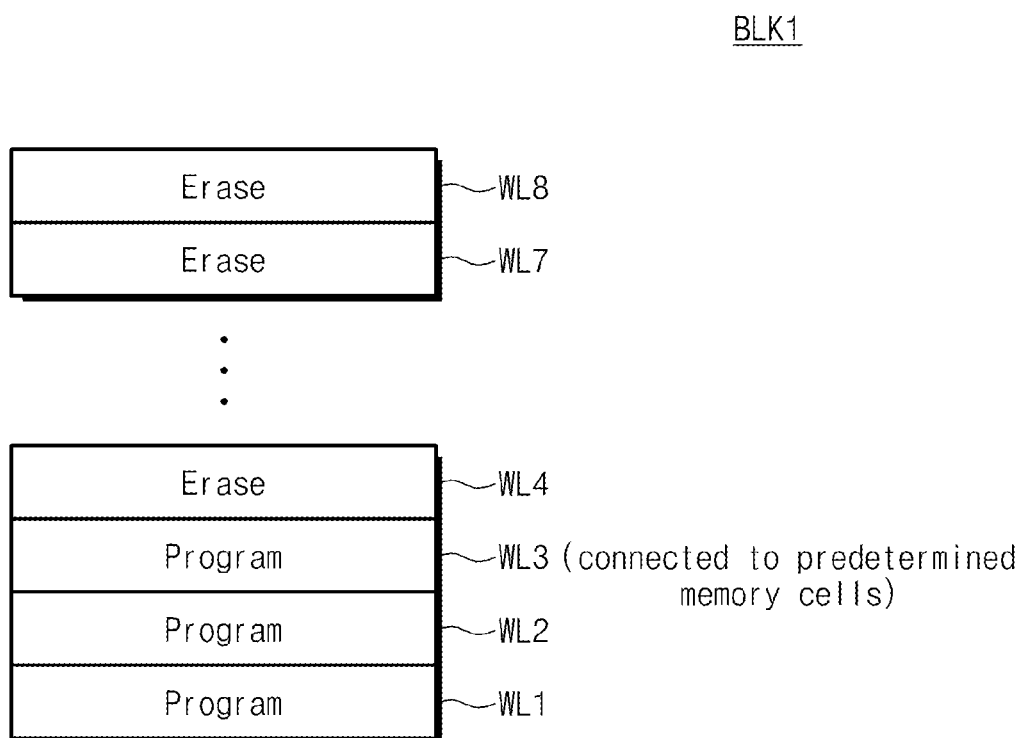 BLK1
Erase WL8
Erase WL7
Erase WL4
Program WL3 (connected to predetermined
memory cells)
Program WL2
Program WL1